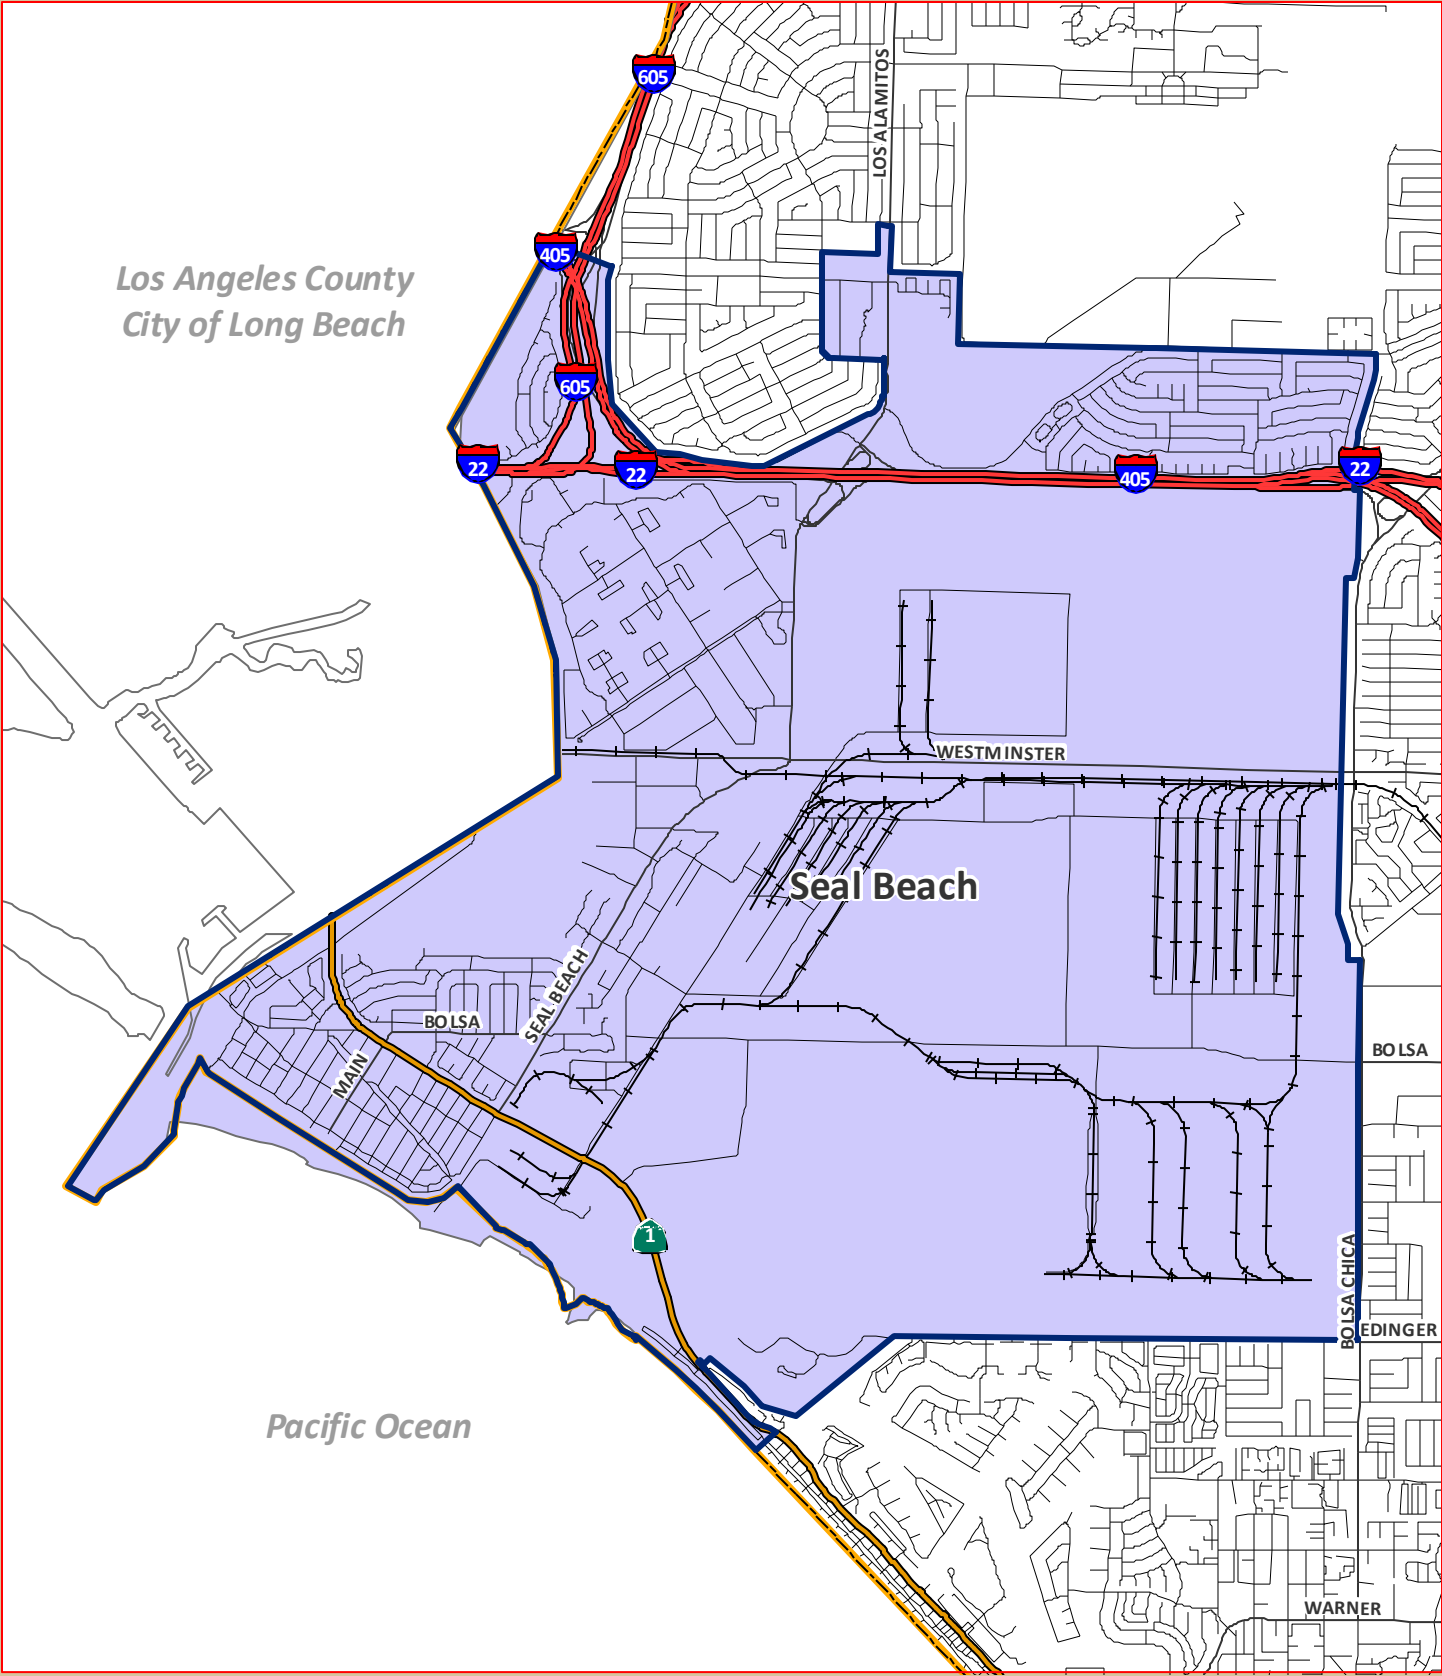 605
LOS ALAMITOS
405
Los Angeles County
City of Long Beach
605
22
22
405
22
WESTMINSTER
Seal Beach
SEAL BEACH
BOLSA
BOLSA
MAIN
1
BOLSA CHICA
EDINGER
Pacific Ocean
WARNER